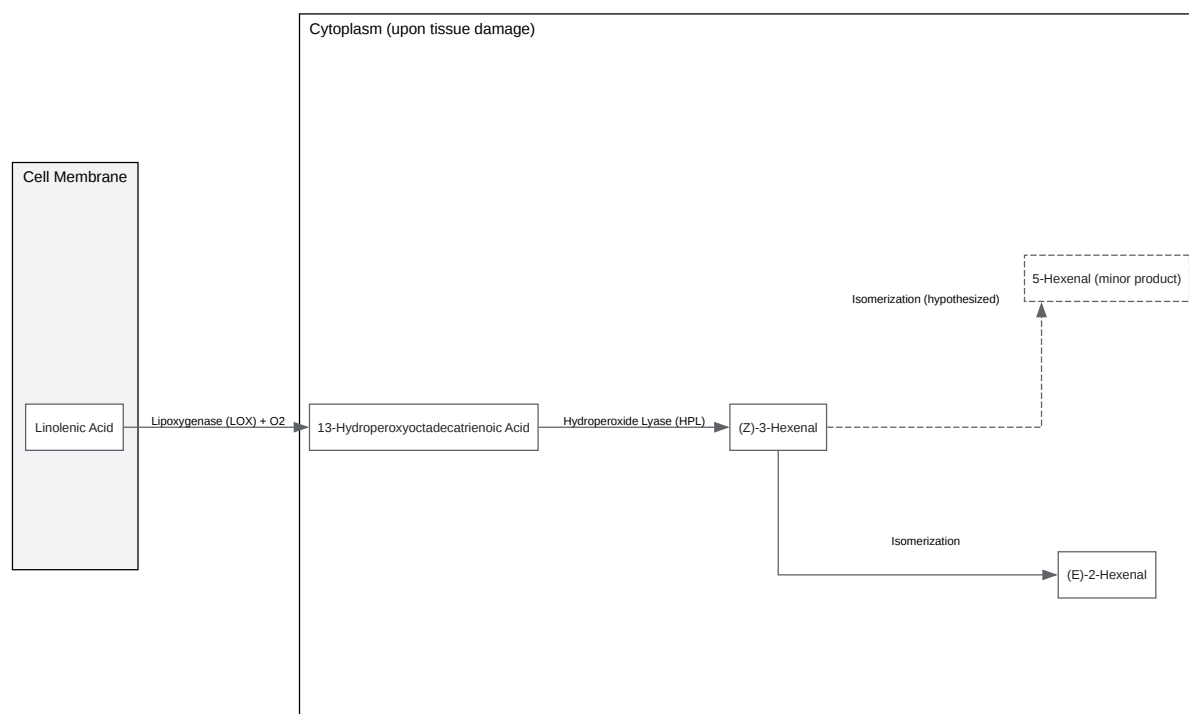 Cytoplasm (upon tissue damage)
Cell Membrane
5-Hexenal (minor product)
Isomerization (hypothesized)
Linolenic Acid
Lipoxygenase (LOX) + O2
13-Hydroperoxyoctadecatrienoic Acid
Hydroperoxide Lyase (HPL)
(Z)-3-Hexenal
Isomerization
(E)-2-Hexenal